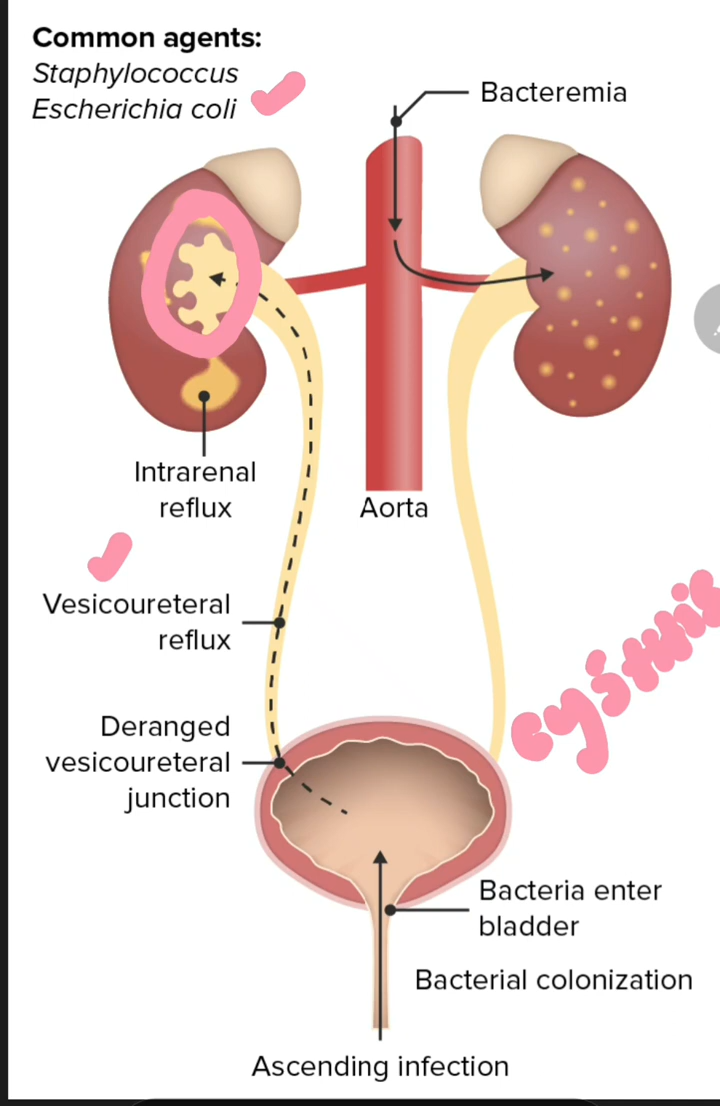 Common agents:
Staphylococcus
Escherichia coli
Bacteremia
Intrarenal
reflux
Aorta
Vesicoureteral
reflux
cystitis
Deranged
vesicoureteral
junction
Bacteria enter
bladder
Bacterial colonization
Ascending infection